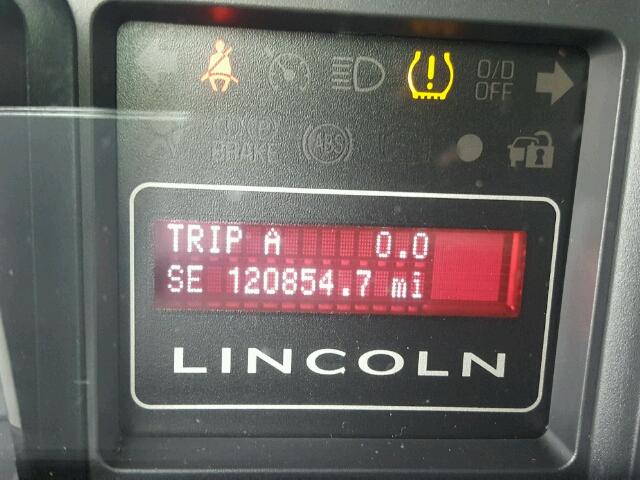 O/D
OFF
BRAKE
ABS
TRIP A 0.0
SE 120854.7 mi
LINCOLN